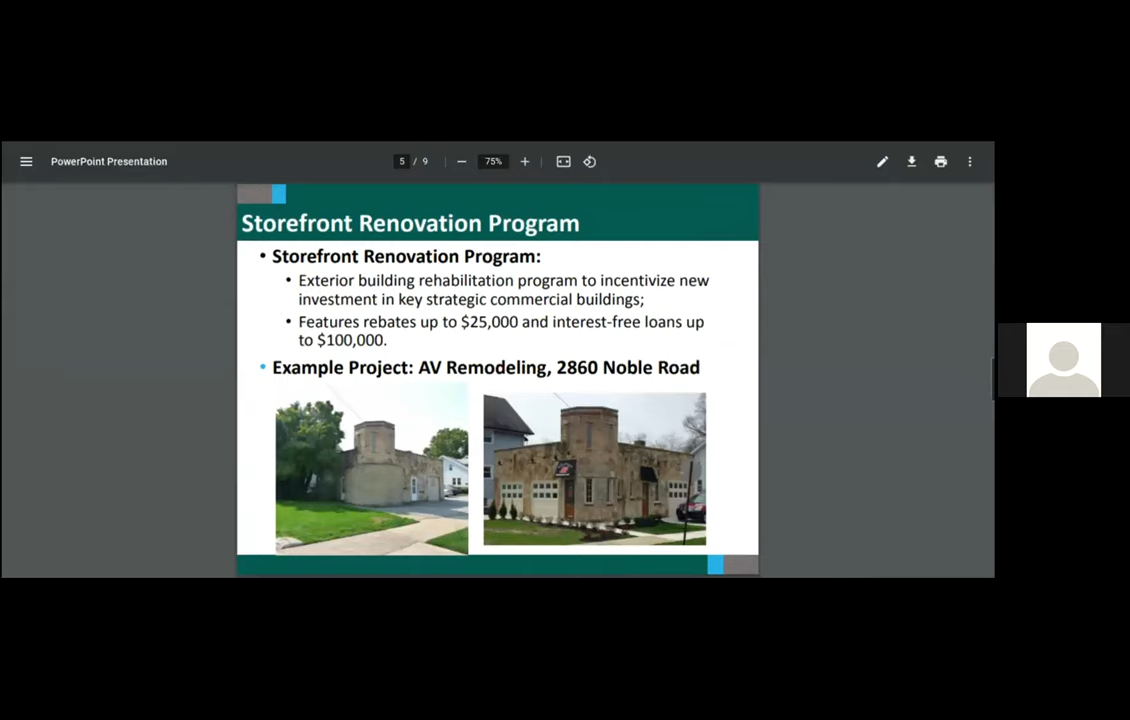 PowerPoint Presentation
5 / 9
75%
Storefront Renovation Program
• Storefront Renovation Program:
• Exterior building rehabilitation program to incentivize new
investment in key strategic commercial buildings;
• Features rebates up to $25,000 and interest-free loans up
to $100,000.
• Example Project: AV Remodeling, 2860 Noble Road